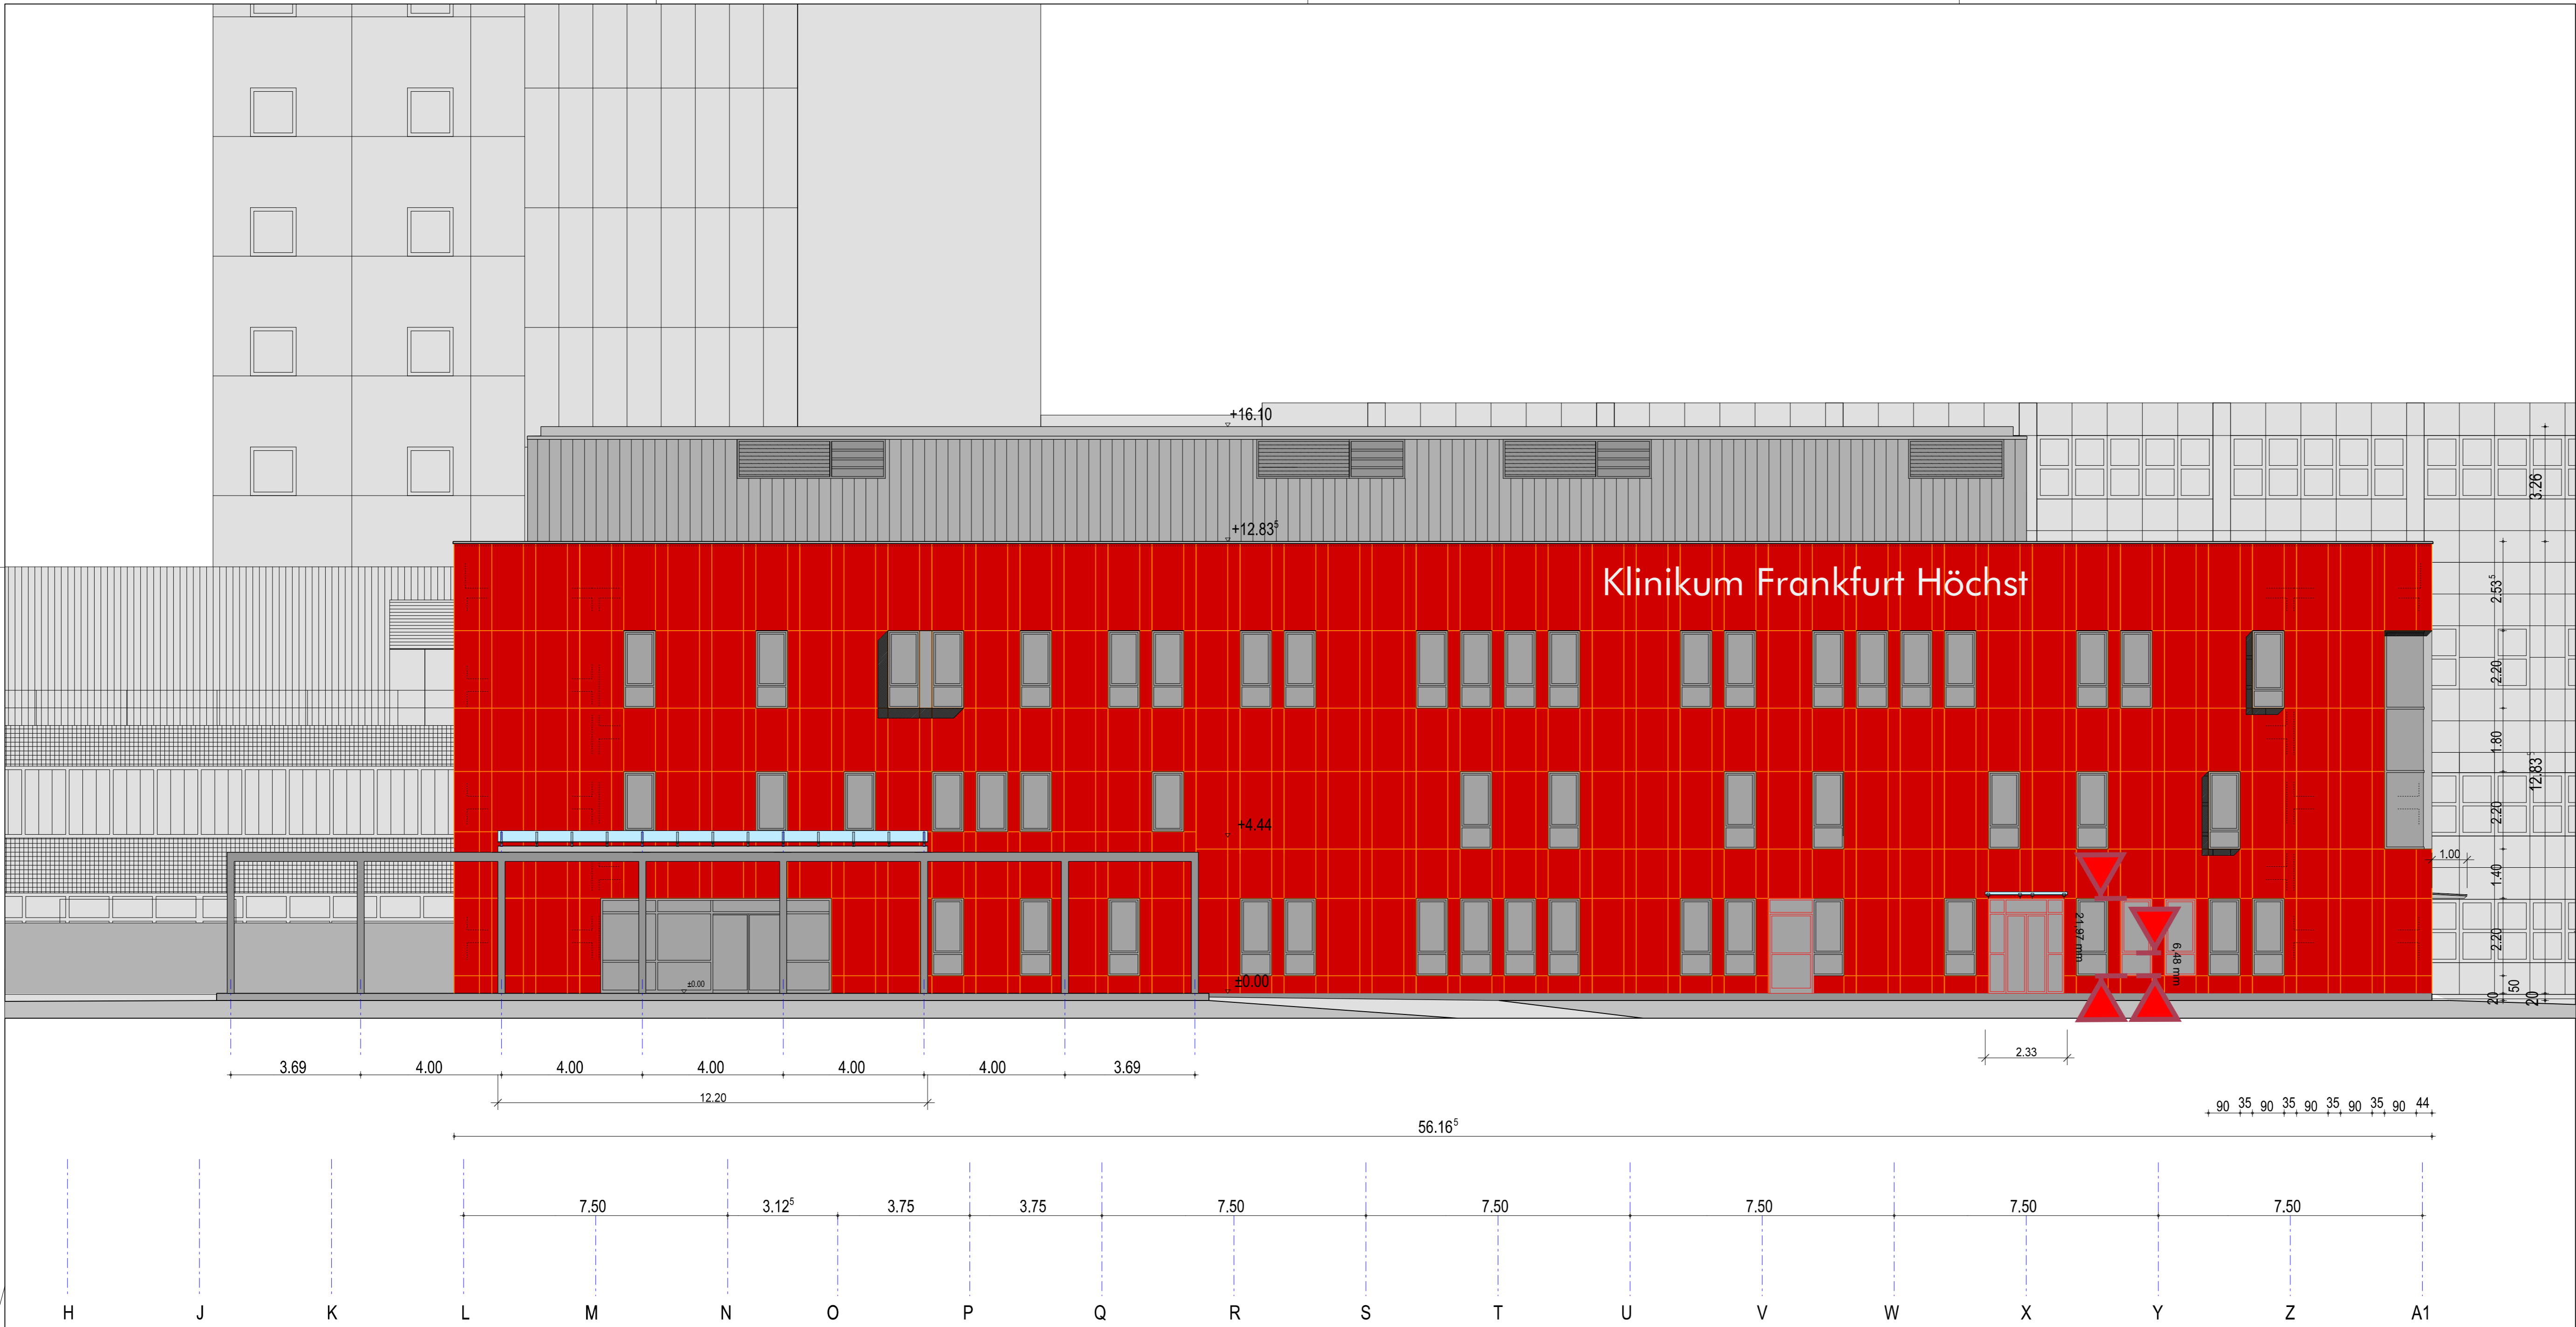 +16.10
3.26
+12.83⁵
Klinikum Frankfurt Höchst
2.53⁵
2.20
1.80
12.83⁵
2.20
+4.44
1.00
1.40
21,97 mm
6,48 mm
2.20
±0.00
±0.00
50
20
20
2.33
3.69 4.00 4.00 4.00 4.00 4.00 3.69
12.20
90 35 90 35 90 35 90 35 90 44
56.16⁵
7.50 3.12⁵ 3.75 3.75 7.50 7.50 7.50 7.50 7.50
H J K L M N O P Q R S T U V W X Y Z A1